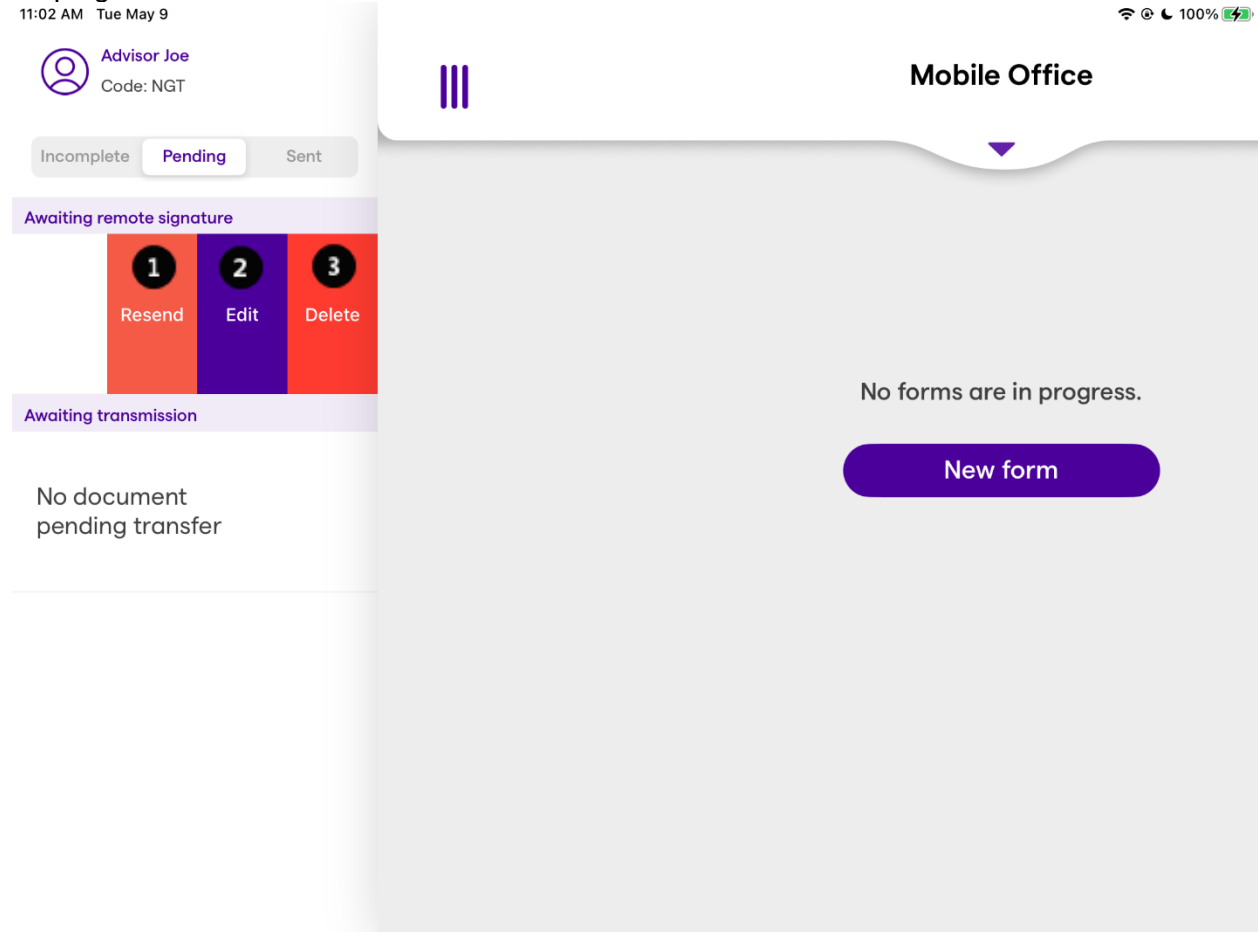 11:02 AM Tue May 9
100%
Advisor Joe
Code: NGT
Incomplete Pending Sent
Awaiting remote signature
1 2 3
Resend Edit Delete
Awaiting transmission
No document
pending transfer
Mobile Office
No forms are in progress.
New form